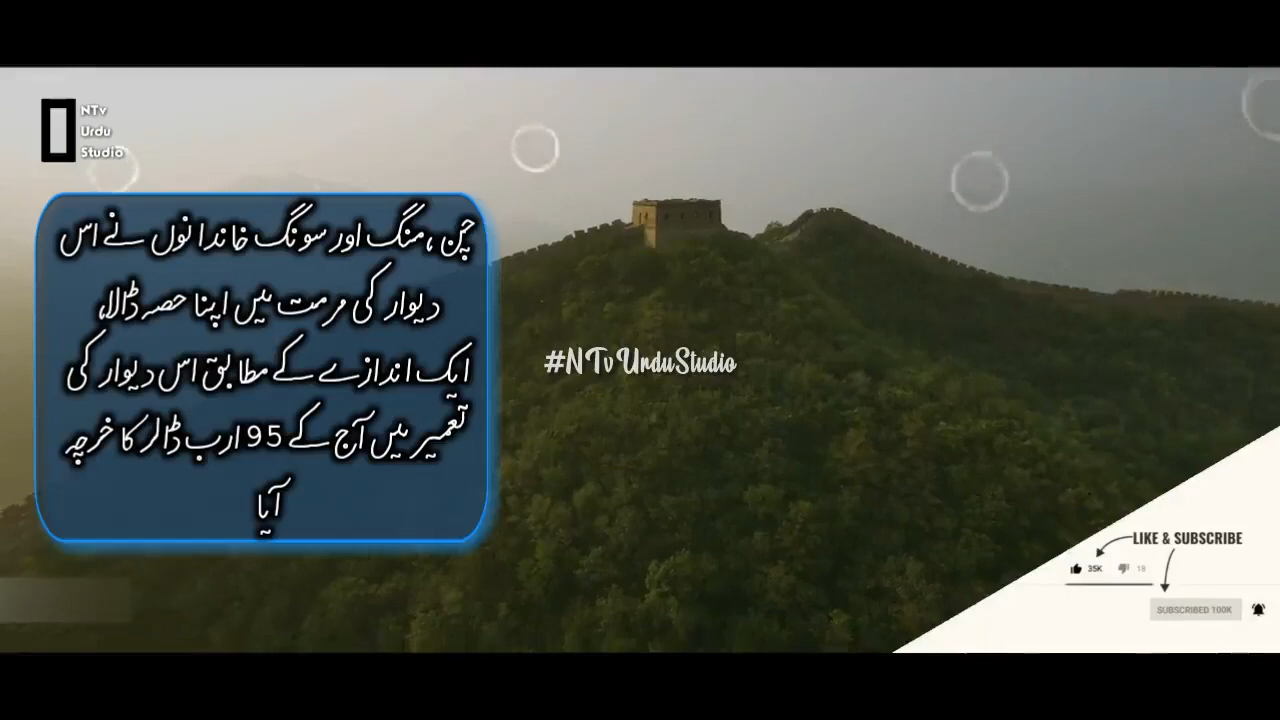 NTv
Urdu
Studio
چن ،منگ اور سونگ خاندانوں نے اس
دیوار کی مرمت میں اپنا حصہ ڈالا،
ایک اندازے کے مطابق اس دیوار کی
تعمیر میں آج کے 95 ارب ڈالر کا خرچہ
آیا
#NTvUrduStudio
LIKE & SUBSCRIBE
35K 18
SUBSCRIBED 100K